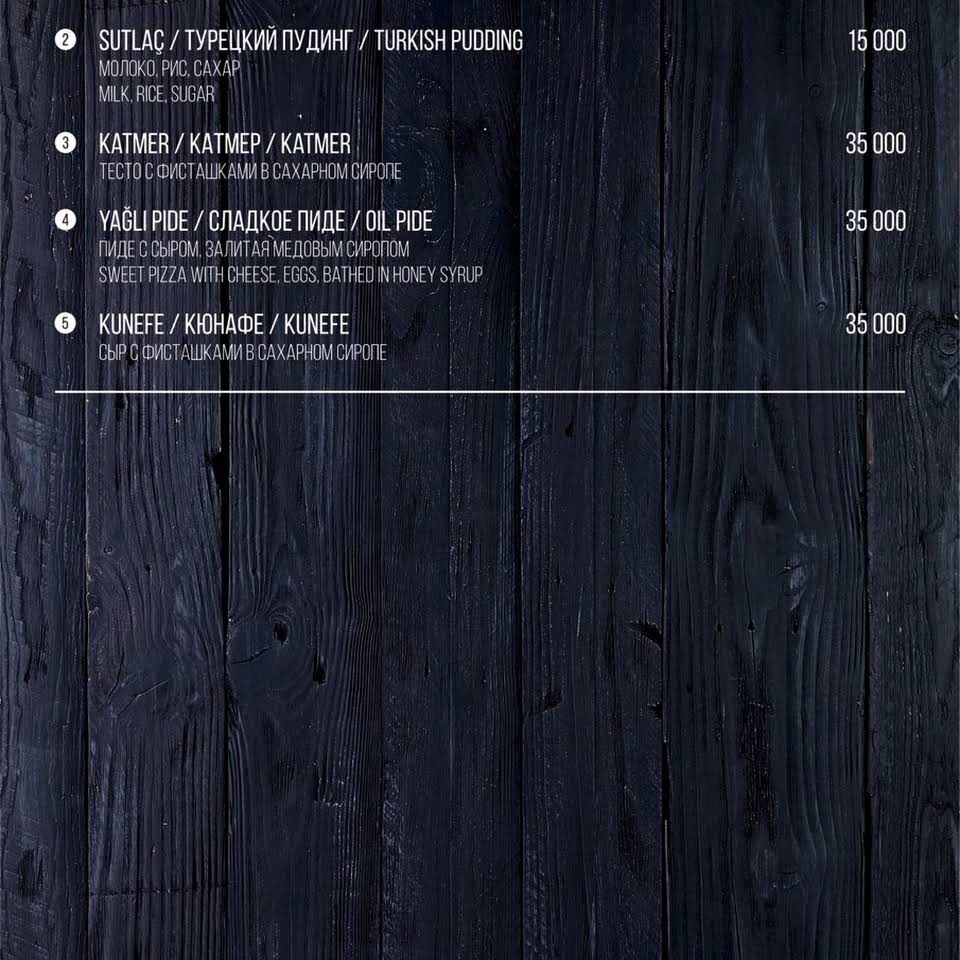 2 SUTLAÇ / ТУРЕЦКИЙ ПУДИНГ / TURKISH PUDDING 15 000
МОЛОКО, РИС, САХАР
MILK, RICE, SUGAR
3 KATMER / КАТМЕР / KATMER 35 000
ТЕСТО С ФИСТАШКАМИ В САХАРНОМ СИРОПЕ
4 YAĞLI PIDE / СЛАДКОЕ ПИДЕ / OIL PIDE 35 000
ПИДЕ С СЫРОМ, ЗАЛИТАЯ МЕДОВЫМ СИРОПОМ
SWEET PIZZA WITH CHEESE, EGGS, BATHED IN HONEY SYRUP
5 KUNEFE / КЮНАФЕ / KUNEFE 35 000
СЫР С ФИСТАШКАМИ В САХАРНОМ СИРОПЕ